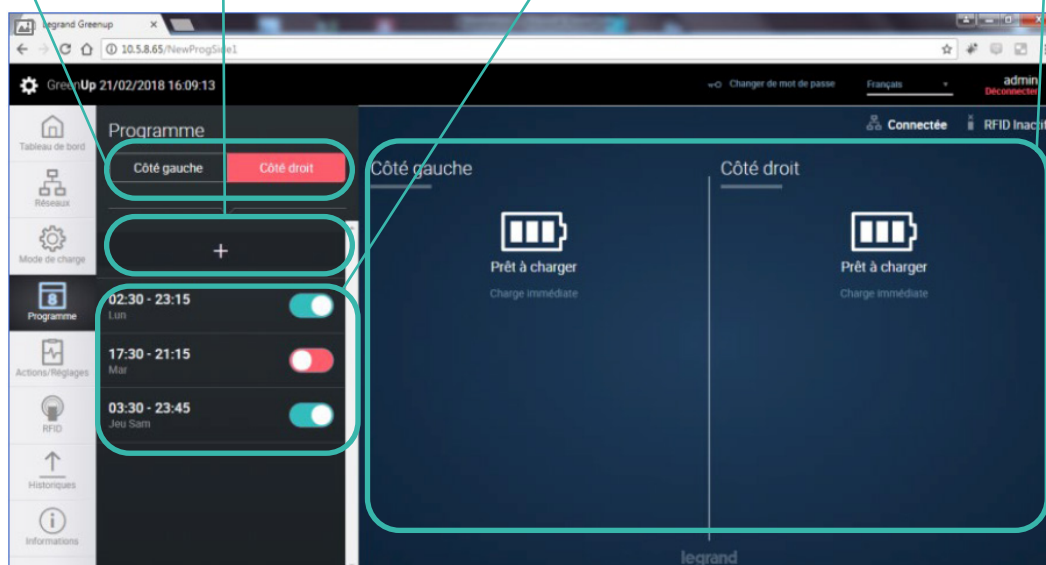 Legrand Greenup
10.5.8.65/NewProgSide1
GreenUp 21/02/2018 16:09:13
Changer de mot de passe
Français
admin
Déconnecter
Connectée
RFID Inactif
Tableau de bord
Réseaux
Mode de charge
8
Programme
Actions/Réglages
RFID
Historiques
Informations
Programme
Côté gauche
Côté droit
+
02:30 - 23:15
Lun
17:30 - 21:15
Mar
03:30 - 23:45
Jeu Sam
Côté gauche
Prêt à charger
Charge immédiate
Côté droit
Prêt à charger
Charge immédiate
legrand